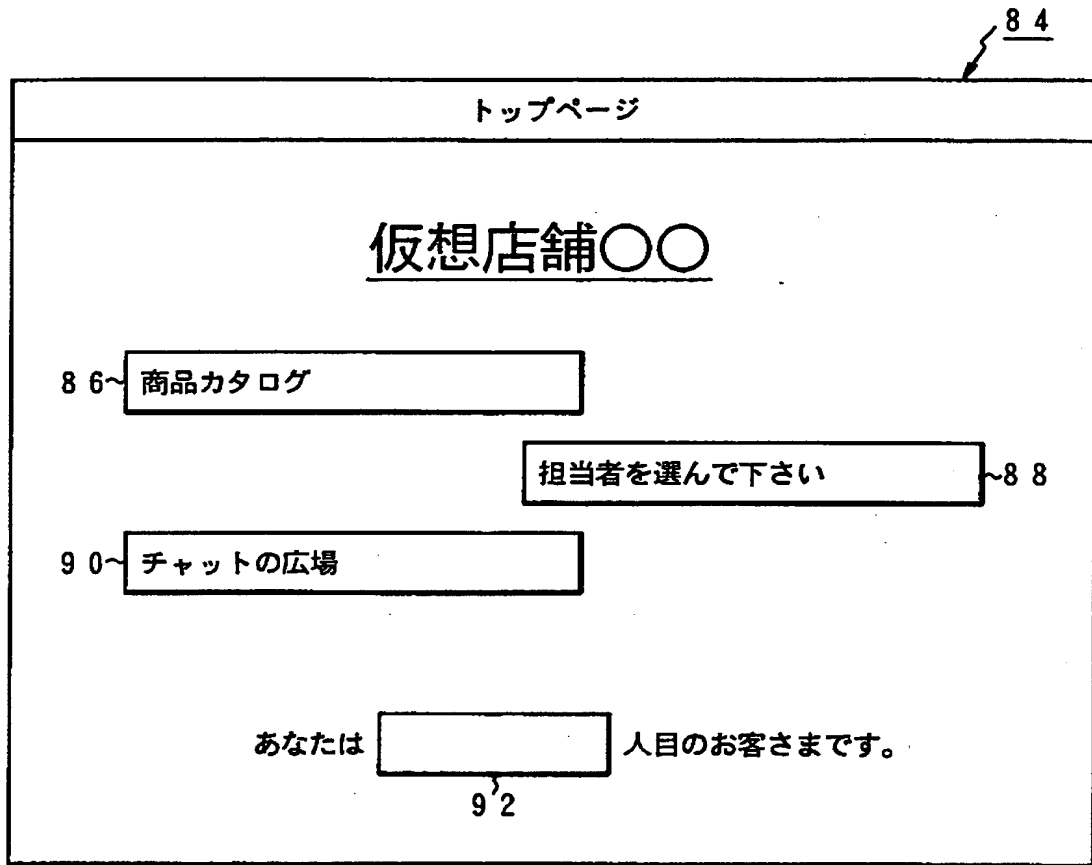 84
トップページ
仮想店舗〇〇
86 商品カタログ
担当者を選んで下さい 88
90 チャットの広場
あなたは 人目のお客さまです。
92